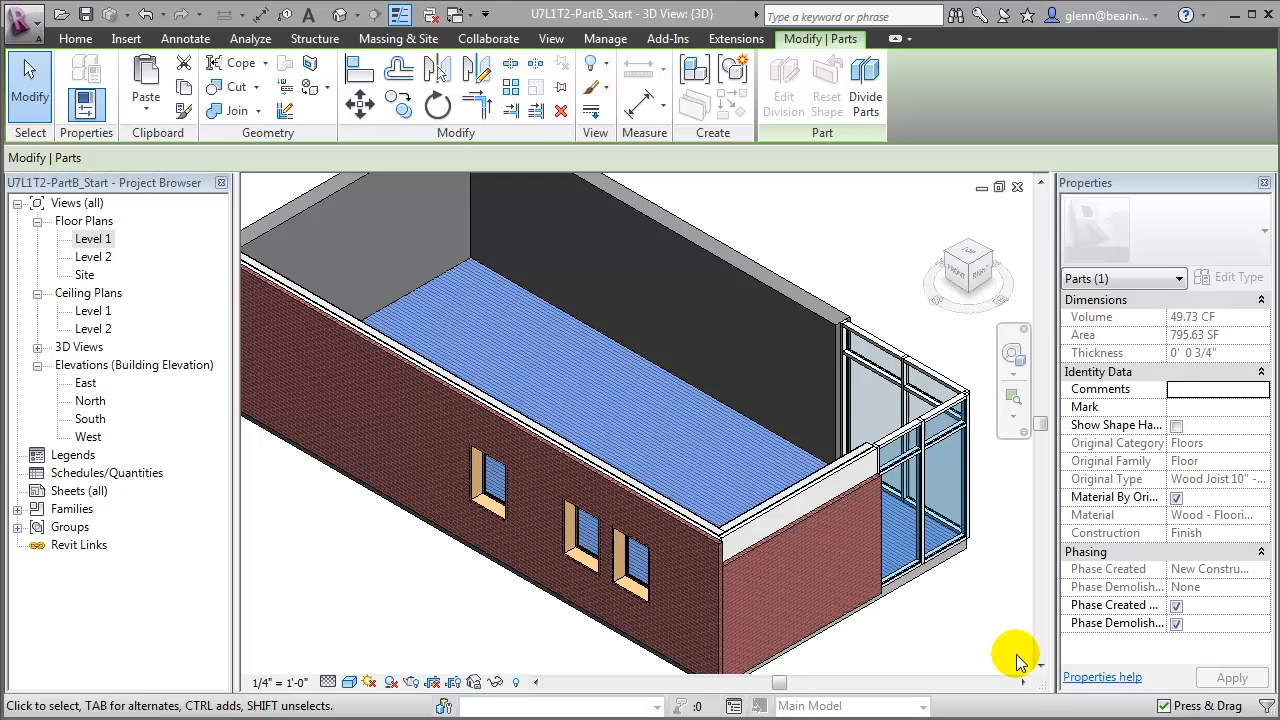 U7L1T2-PartB_Start - 3D View: {3D}
Type a keyword or phrase
glenn@bearin...
Home Insert Annotate Analyze Structure Massing & Site Collaborate View Manage Add-Ins Extensions Modify | Parts
Modify
Paste
Cope
Cut
Join
Edit Division
Reset Shape
Divide Parts
Select Properties Clipboard Geometry Modify View Measure Create Part
Modify | Parts
U7L1T2-PartB_Start - Project Browser
Views (all)
Floor Plans
Level 1
Level 2
Site
Ceiling Plans
Level 1
Level 2
3D Views
Elevations (Building Elevation)
East
North
South
West
Legends
Schedules/Quantities
Sheets (all)
Families
Groups
Revit Links
TOP
FRONT
RIGHT
1/4" = 1'-0"
Properties
Parts (1)
Edit Type
Dimensions
Volume 49.73 CF
Area 795.63 SF
Thickness 0' 0 3/4"
Identity Data
Comments
Mark
Show Shape Ha...
Original Category Floors
Original Family Floor
Original Type Wood Joist 10" -...
Material By Ori...
Material Wood - Floori...
Construction Finish
Phasing
Phase Created New Constru...
Phase Demolish... None
Phase Created ...
Phase Demolish...
Properties help
Apply
Click to select, TAB for alternates, CTRL adds, SHIFT unselects.
:0
Main Model
Press & Drag